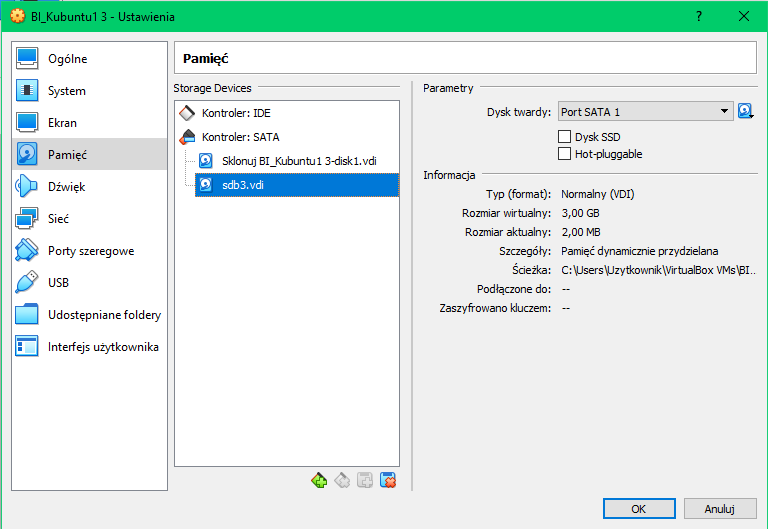 BI_Kubuntu1 3 - Ustawienia
?
Ogólne
System
Ekran
Pamięć
Dźwięk
Sieć
Porty szeregowe
USB
Udostępniane foldery
Interfejs użytkownika
Pamięć
Storage Devices
Kontroler: IDE
Kontroler: SATA
Sklonuj BI_Kubuntu1 3-disk1.vdi
sdb3.vdi
Parametry
Dysk twardy: Port SATA 1
Dysk SSD
Hot-pluggable
Informacja
Typ (format): Normalny (VDI)
Rozmiar wirtualny: 3,00 GB
Rozmiar aktualny: 2,00 MB
Szczegóły: Pamięć dynamicznie przydzielana
Ścieżka: C:\Users\Uzytkownik\VirtualBox VMs\BI...
Podłączone do: --
Zaszyfrowano kluczem: --
OK
Anuluj